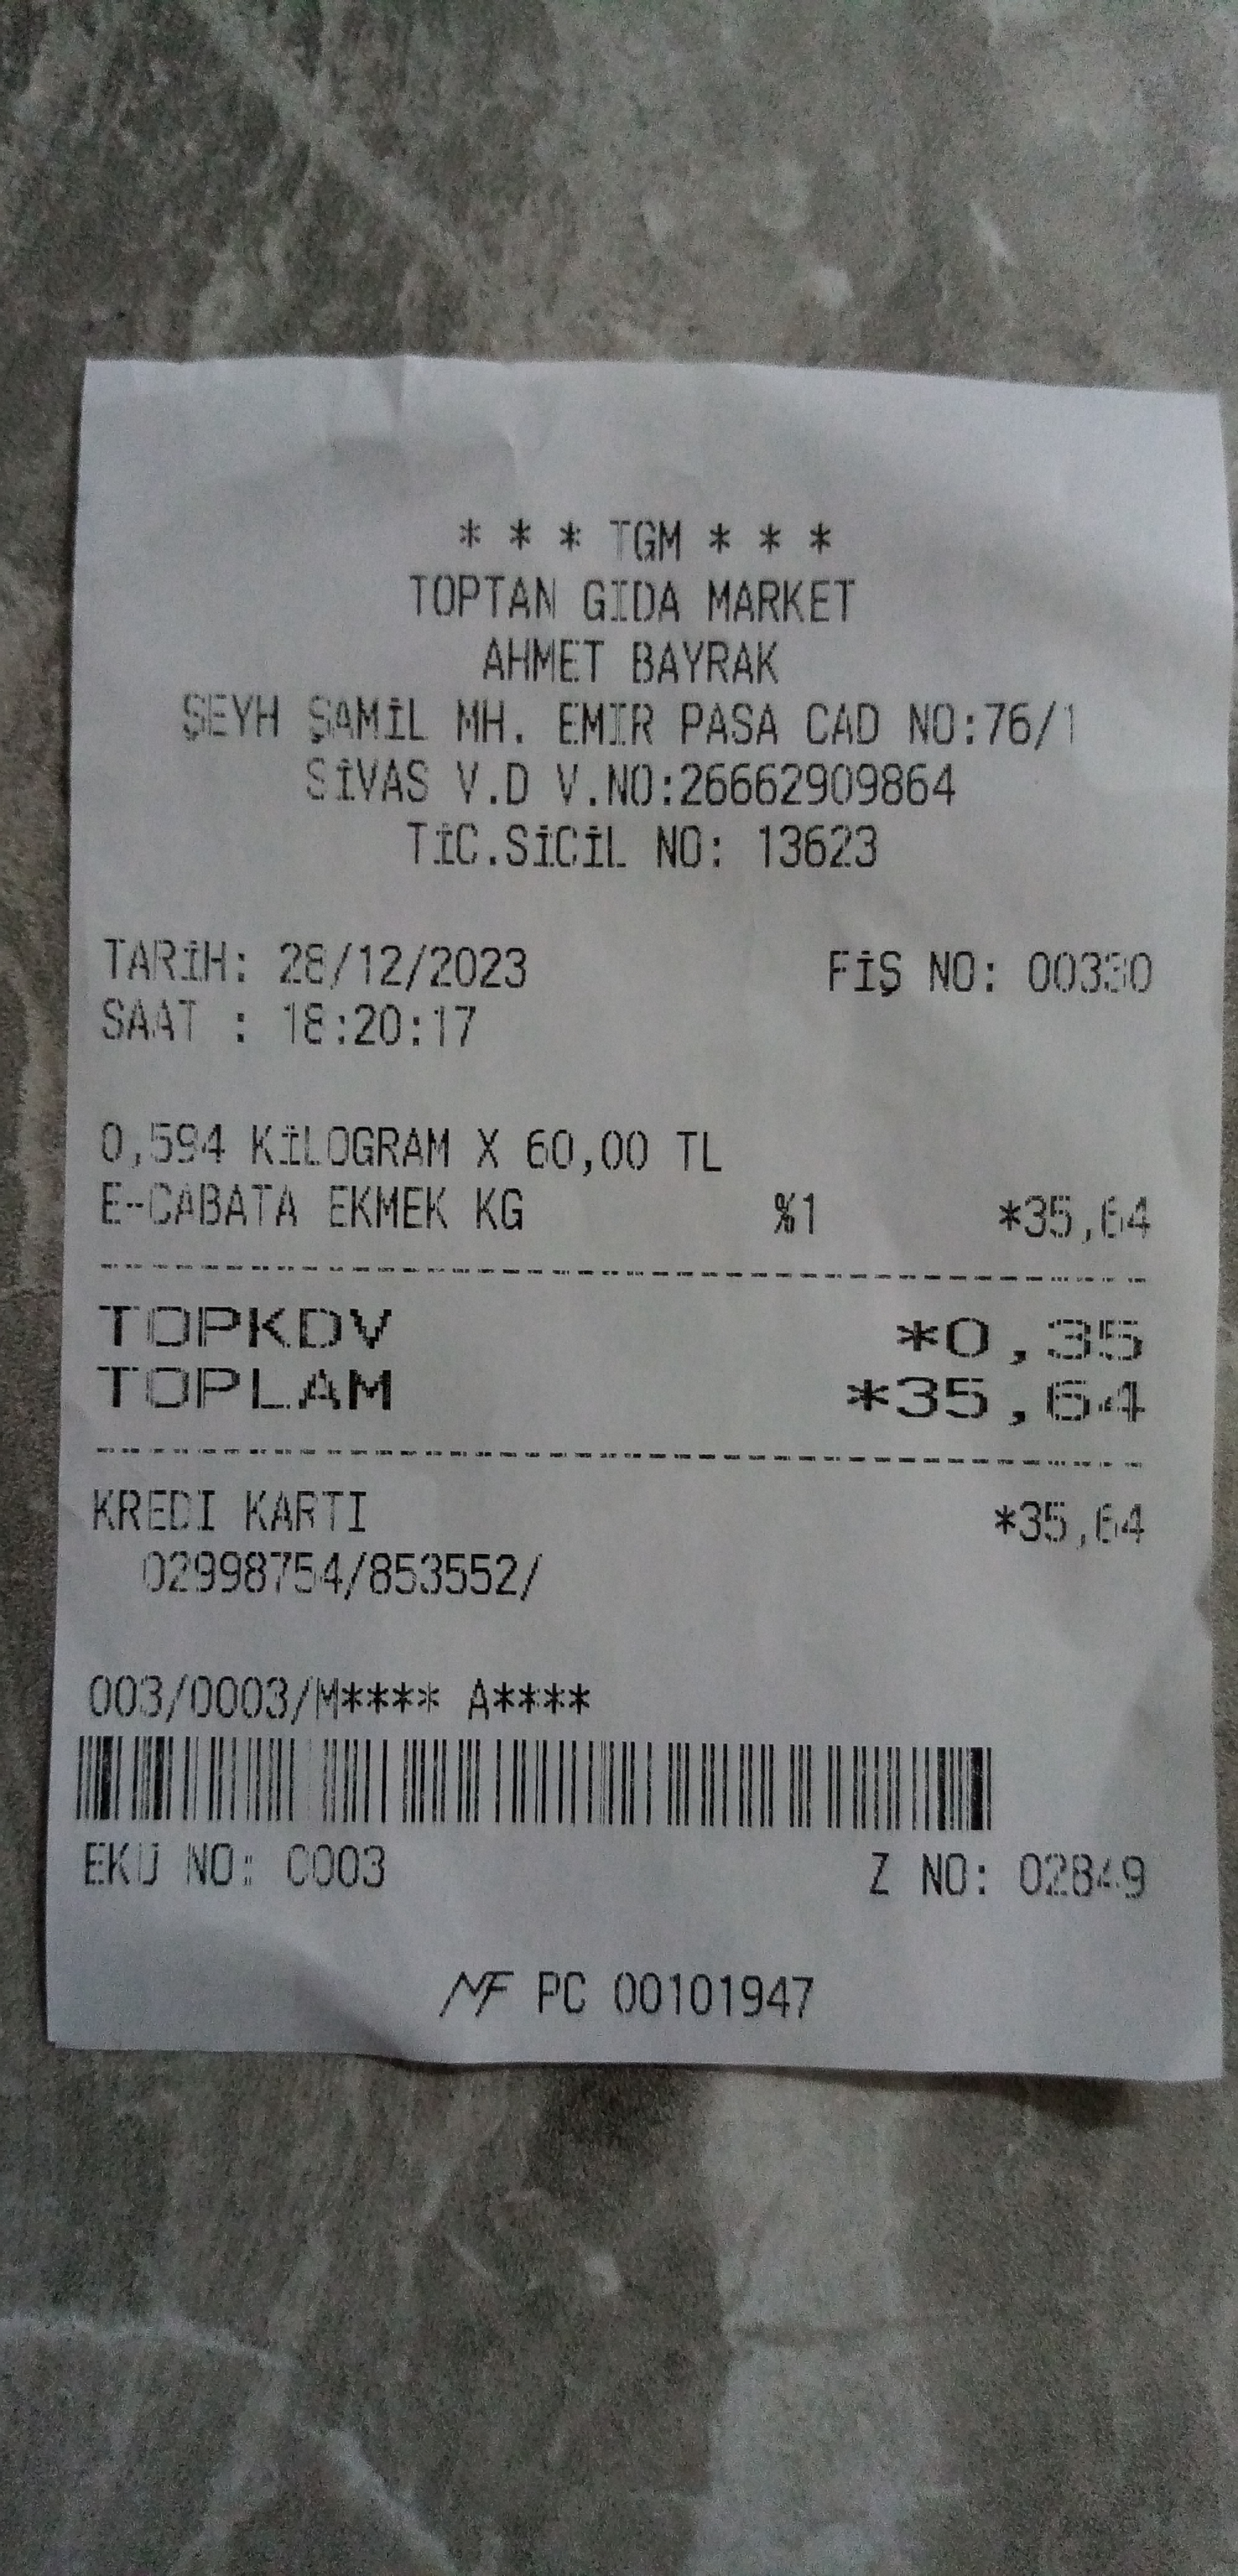 * * * TGM * * *
TOPTAN GIDA MARKET
AHMET BAYRAK
ŞEYH ŞAMİL MH. EMIR PASA CAD NO:76/1
SİVAS V.D V.NO:26662909864
TİC.SİCİL NO: 13623
TARİH: 28/12/2023 FİŞ NO: 00330
SAAT : 18:20:17
0,594 KİLOGRAM X 60,00 TL
E-CABATA EKMEK KG %1 *35,64
TOPKDV *0,35
TOPLAM *35,64
KREDI KARTI *35,64
02998754/853552/
003/0003/M**** A****
EKÜ NO: 0003 Z NO: 02849
MF PC 00101947